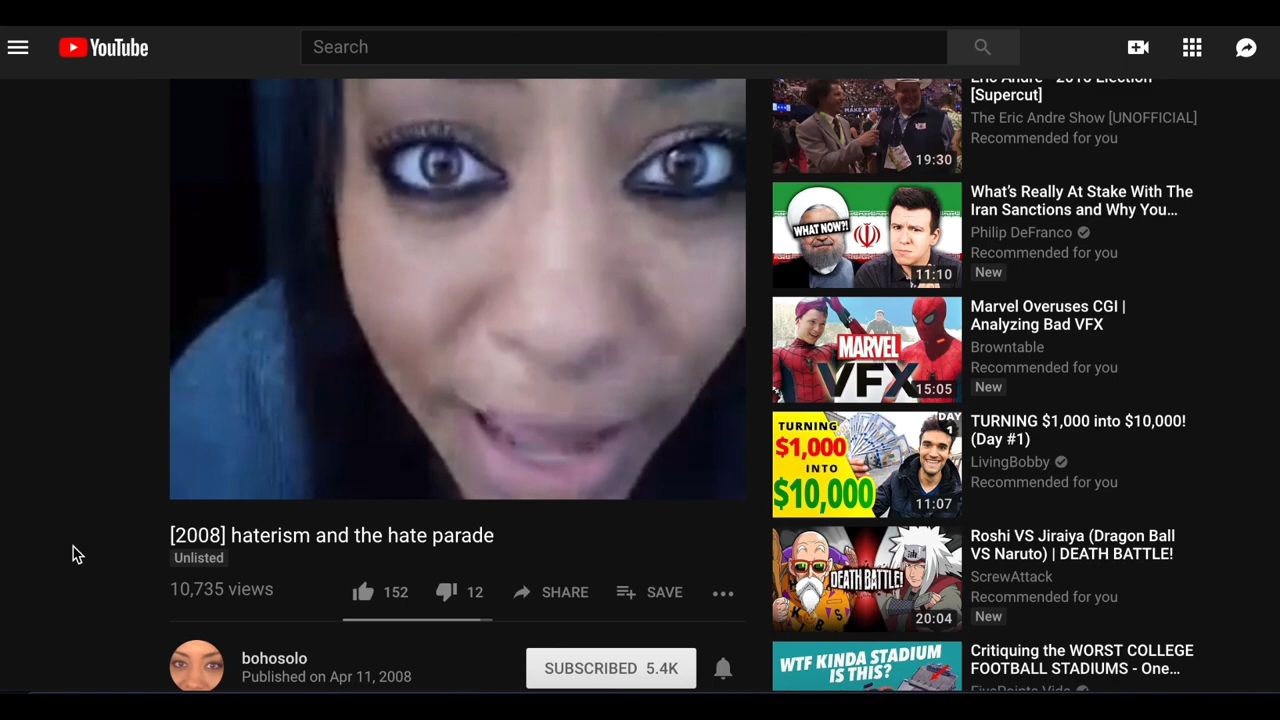 YouTube
Search
Eric Andre - 2016 Election
[Supercut]
The Eric Andre Show [UNOFFICIAL]
Recommended for you
19:30
What's Really At Stake With The
Iran Sanctions and Why You...
Philip DeFranco
Recommended for you
New
WHAT NOW?!
11:10
Marvel Overuses CGI |
Analyzing Bad VFX
Browntable
Recommended for you
New
MARVEL
VFX
15:05
TURNING $1,000 into $10,000!
(Day #1)
LivingBobby
Recommended for you
TURNING
$1,000
INTO
$10,000
DAY
1
11:07
Roshi VS Jiraiya (Dragon Ball
VS Naruto) | DEATH BATTLE!
ScrewAttack
Recommended for you
New
DEATH BATTLE!
20:04
Critiquing the WORST COLLEGE
FOOTBALL STADIUMS - One...
WTF KINDA STADIUM
IS THIS?
[2008] haterism and the hate parade
Unlisted
10,735 views
152
12
SHARE
SAVE
bohosolo
Published on Apr 11, 2008
SUBSCRIBED 5.4K